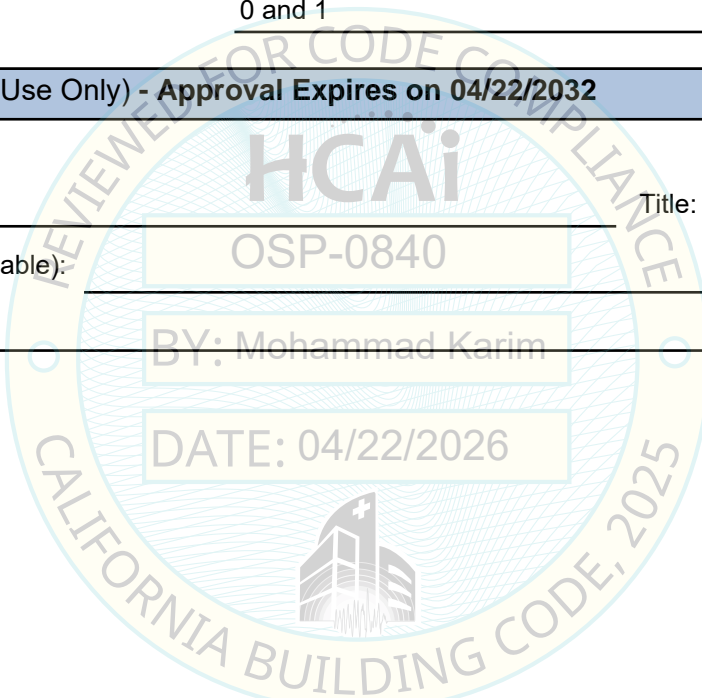 0 and 1
Use Only) - Approval Expires on 04/22/2032
REVIEWED FOR CODE COMPLIANCE
HCAi
Title:
OSP-0840
able):
BY: Mohammad Karim
DATE: 04/22/2026
CALIFORNIA BUILDING CODE, 2025